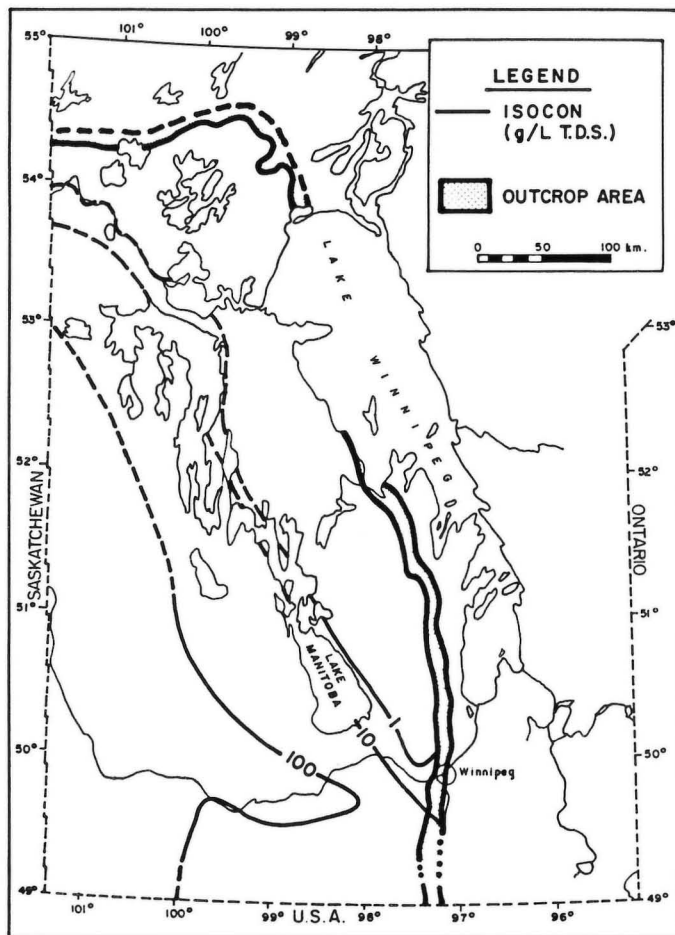 55°
101°
100°
99°
98°
LEGEND
ISOCON
(g/L T.D.S.)
OUTCROP AREA
0 50 100 km.
54°
53°
53°
52°
52°
51°
51°
50°
50°
49°
49°
LAKE WINNIPEG
SASKATCHEWAN
ONTARIO
LAKE
MANITOBA
100
10
1
Winnipeg
101°
100°
99°
98°
97°
96°
U.S.A.